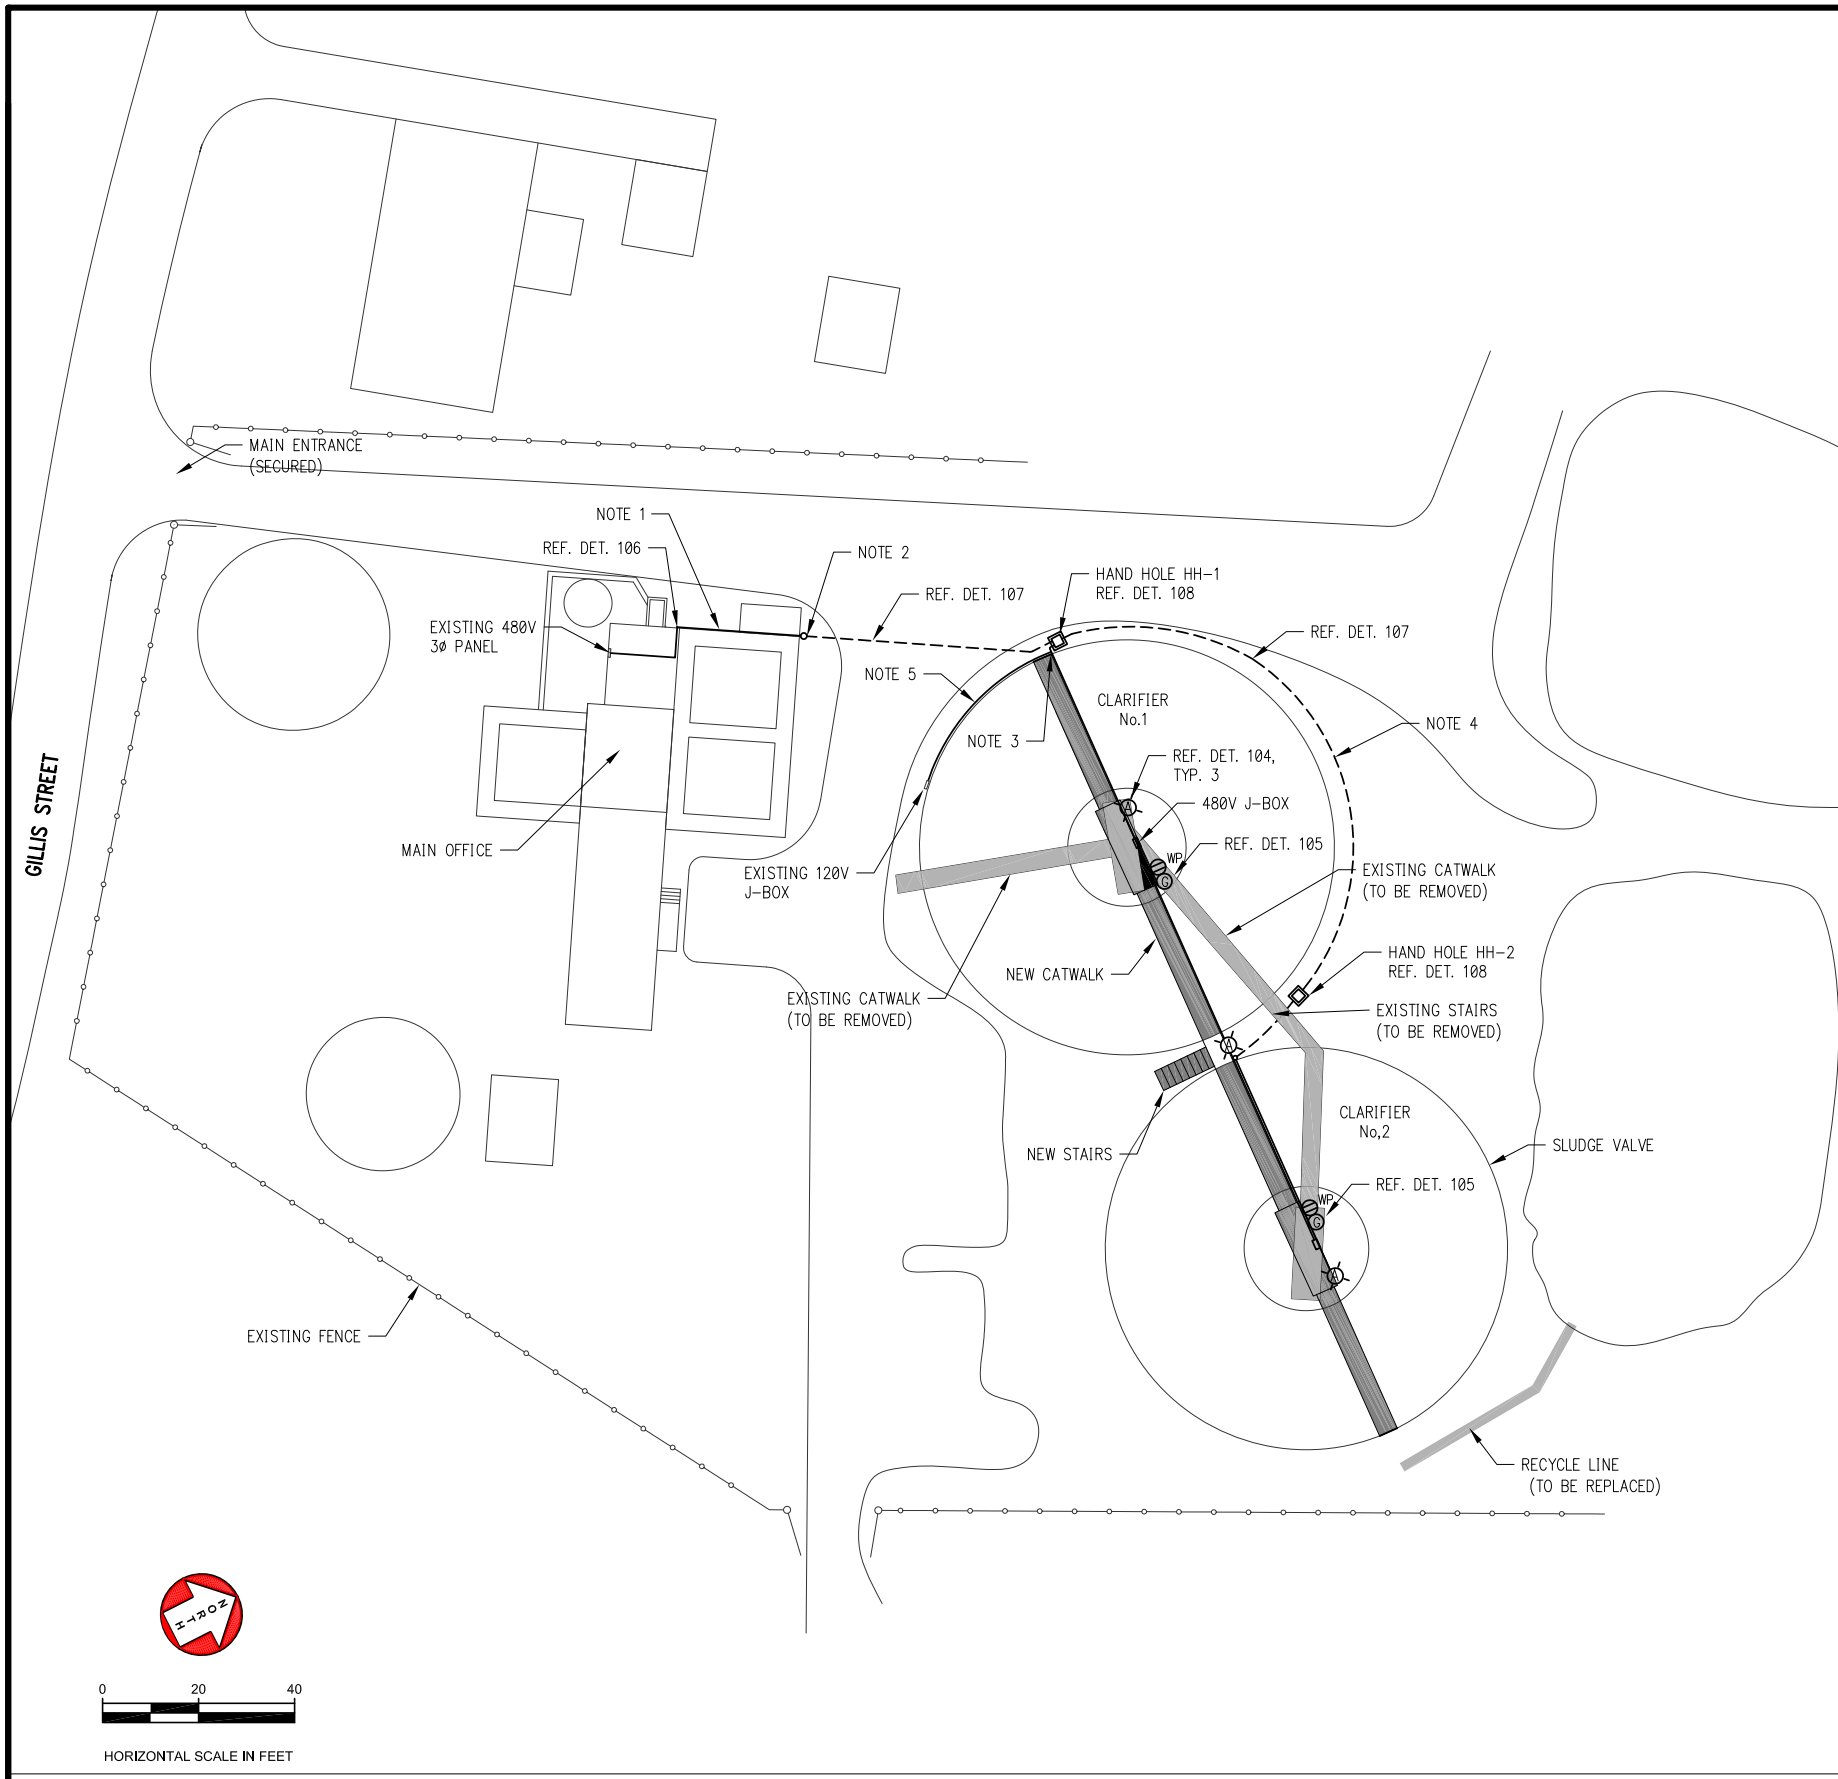 MAIN ENTRANCE
(SECURED)
NOTE 1
REF. DET. 106
NOTE 2
REF. DET. 107
HAND HOLE HH-1
REF. DET. 108
EXISTING 480V
3Ø PANEL
REF. DET. 107
NOTE 5
CLARIFIER
No.1
NOTE 4
NOTE 3
REF. DET. 104,
TYP. 3
480V J-BOX
A
GILLIS STREET
MAIN OFFICE
REF. DET. 105
WP
G
EXISTING 120V
J-BOX
EXISTING CATWALK
(TO BE REMOVED)
NEW CATWALK
HAND HOLE HH-2
REF. DET. 108
EXISTING CATWALK
(TO BE REMOVED)
EXISTING STAIRS
(TO BE REMOVED)
A
CLARIFIER
No,2
NEW STAIRS
SLUDGE VALVE
REF. DET. 105
WP
G
A
EXISTING FENCE
RECYCLE LINE
(TO BE REPLACED)
NORTH
0 20 40
HORIZONTAL SCALE IN FEET